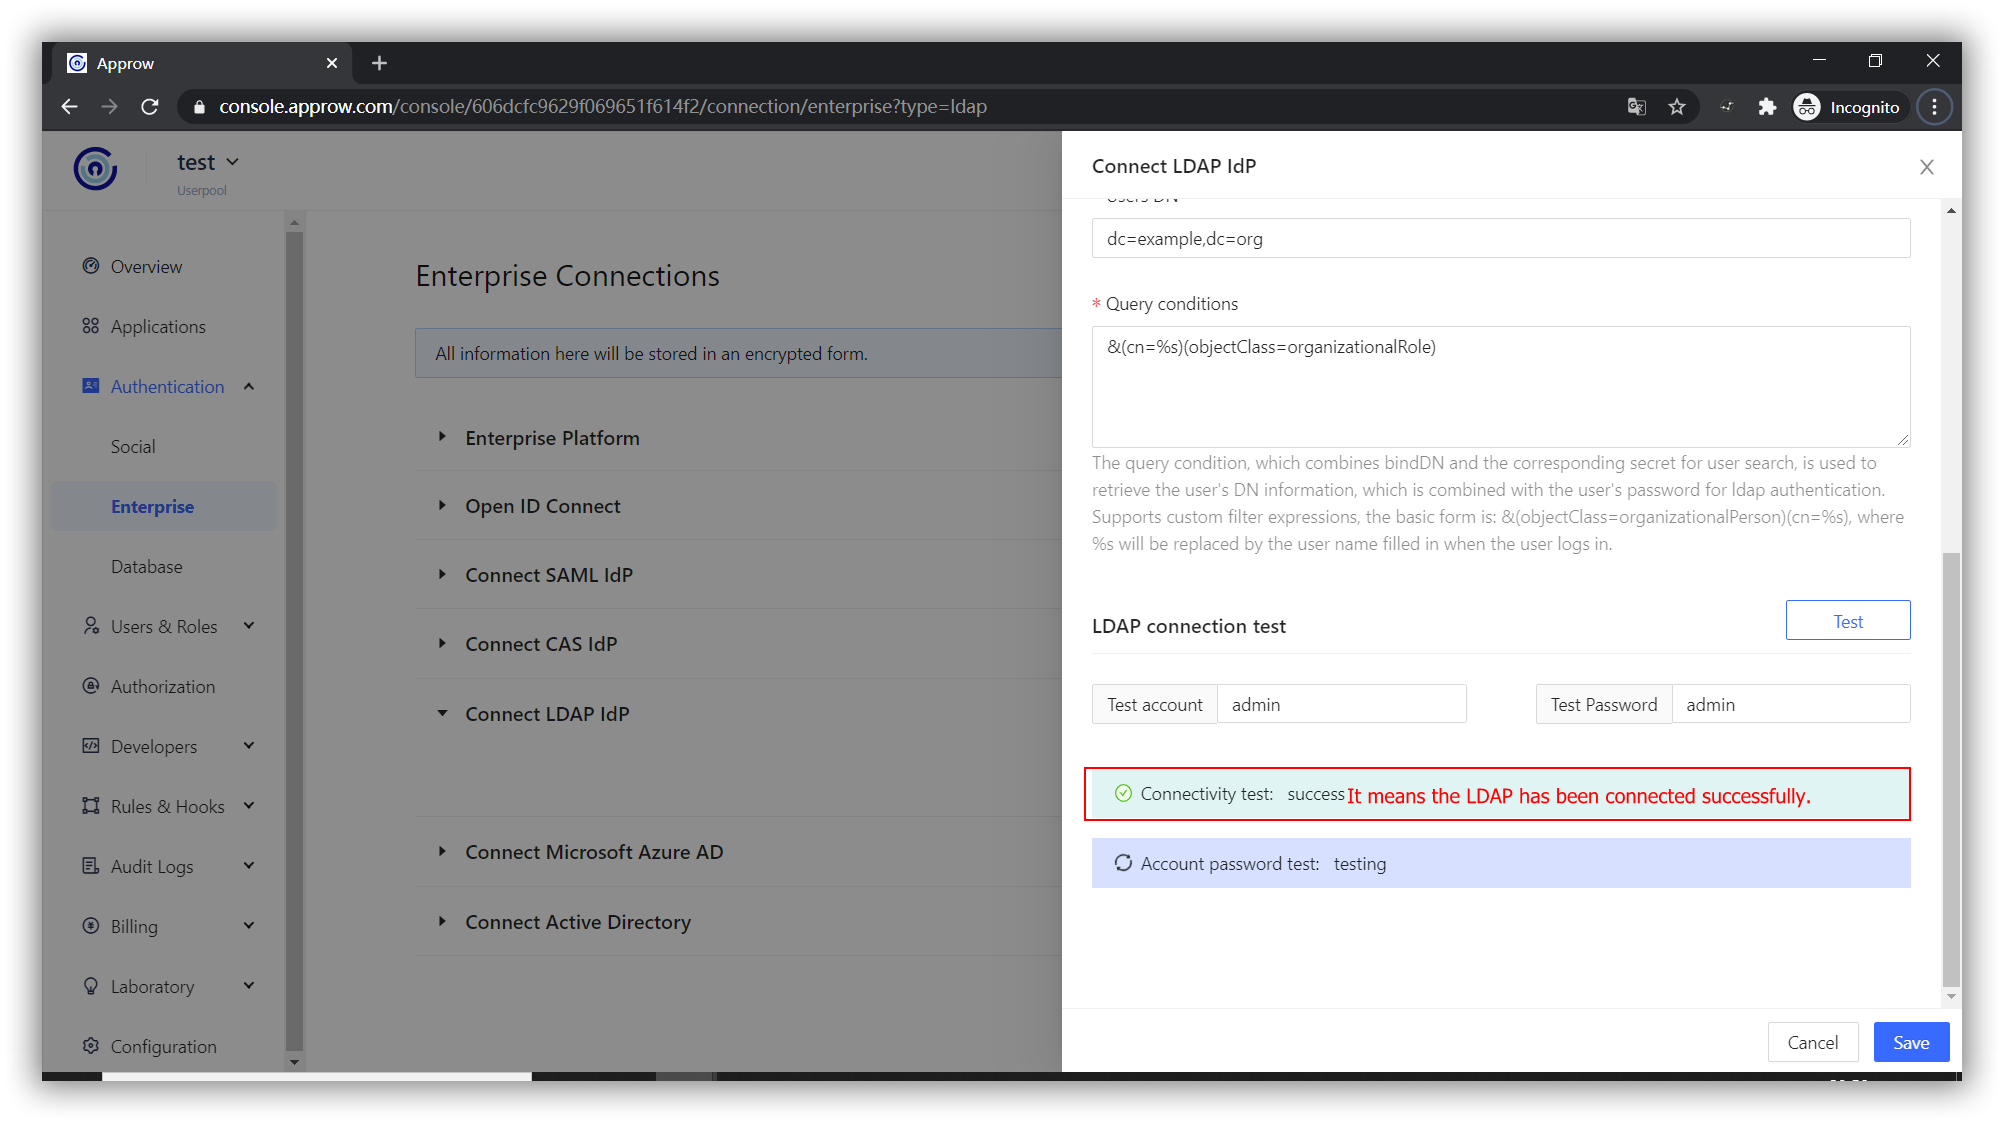 Approw
console.approw.com/console/606dcfc9629f069651f614f2/connection/enterprise?type=ldap
Incognito
test
Userpool
Overview
Applications
Authentication
Social
Enterprise
Database
Users & Roles
Authorization
Developers
Rules & Hooks
Audit Logs
Billing
Laboratory
Configuration
Enterprise Connections
All information here will be stored in an encrypted form.
Enterprise Platform
Open ID Connect
Connect SAML IdP
Connect CAS IdP
Connect LDAP IdP
Connect Microsoft Azure AD
Connect Active Directory
Connect LDAP IdP
Users DN
dc=example,dc=org
* Query conditions
&(cn=%s)(objectClass=organizationalRole)
The query condition, which combines bindDN and the corresponding secret for user search, is used to
retrieve the user's DN information, which is combined with the user's password for ldap authentication.
Supports custom filter expressions, the basic form is: &(objectClass=organizationalPerson)(cn=%s), where
%s will be replaced by the user name filled in when the user logs in.
LDAP connection test
Test
Test account admin
Test Password admin
Connectivity test: success It means the LDAP has been connected successfully.
Account password test: testing
Cancel
Save